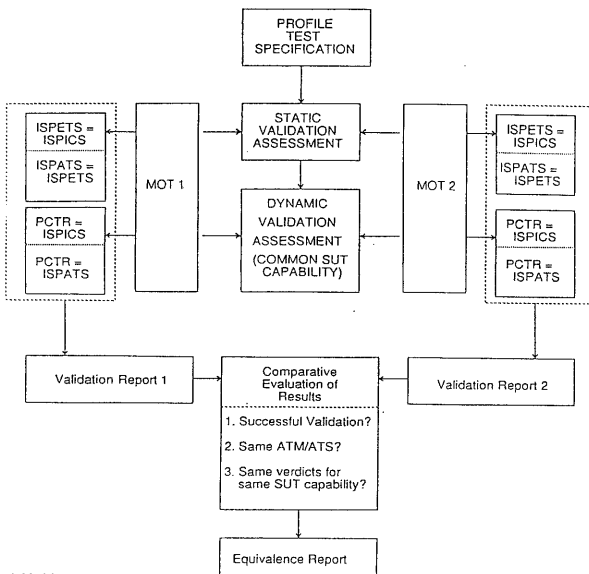 PROFILE
TEST
SPECIFICATION
ISPETS =
ISPICS
ISPATS =
ISPETS
PCTR =
ISPICS
PCTR =
ISPATS
MOT 1
STATIC
VALIDATION
ASSESSMENT
DYNAMIC
VALIDATION
ASSESSMENT
(COMMON SUT
CAPABILITY)
MOT 2
ISPETS =
ISPICS
ISPATS =
ISPETS
PCTR =
ISPICS
PCTR =
ISPATS
Validation Report 1
Comparative
Evaluation of
Results
1. Successful Validation?
2. Same ATM/ATS?
3. Same verdicts for
same SUT capability?
Validation Report 2
Equivalence Report